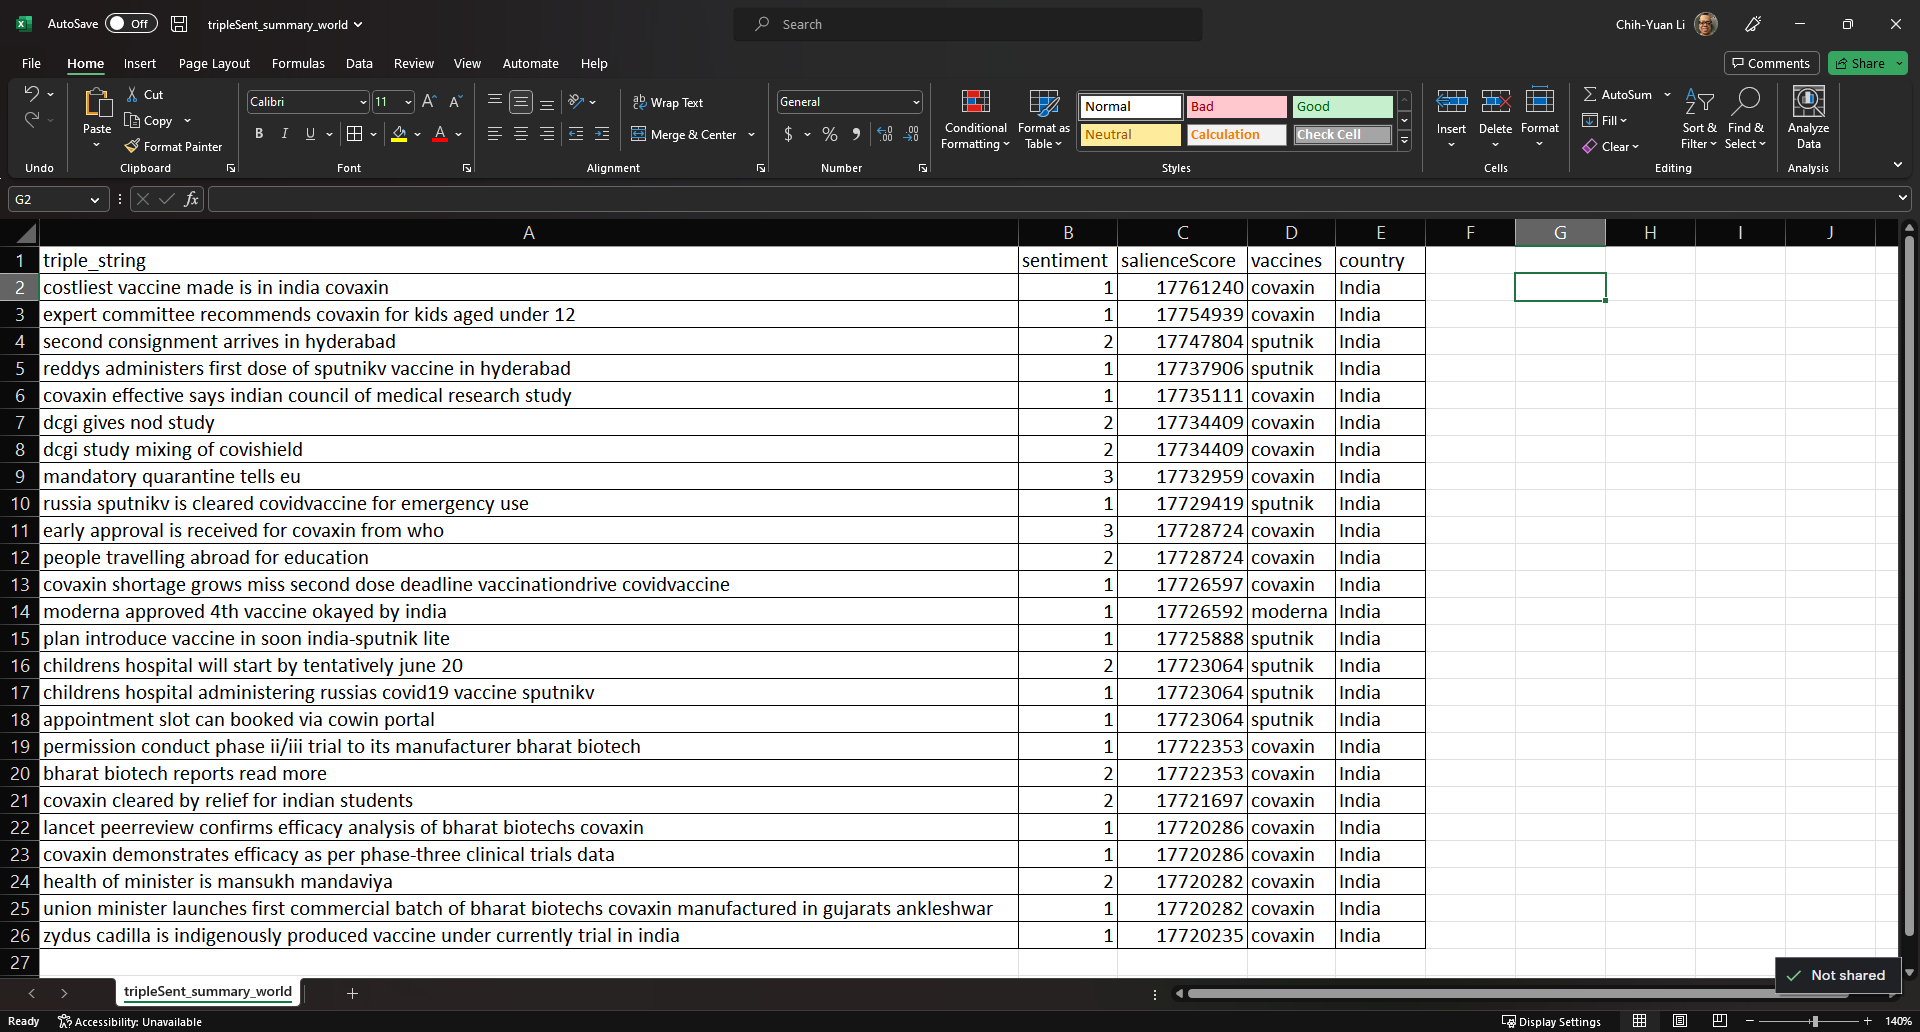 AutoSave Off tripleSent_summary_world Search Chih-Yuan Li
File Home Insert Page Layout Formulas Data Review View Automate Help Comments Share
Paste Cut Copy Format Painter
Calibri 11 A^ A˅ B I U A
ab Wrap Text Merge & Center
General $ % 9
Conditional Formatting Format as Table
Normal Bad Good
Neutral Calculation Check Cell
Insert Delete Format
AutoSum Fill Clear
Sort & Filter Find & Select Analyze Data
Undo Clipboard Font Alignment Number Styles Cells Editing Analysis
G2 fx
A B C D E F G H I J
1 triple_string sentiment salienceScore vaccines country
2 costliest vaccine made is in india covaxin 1 17761240 covaxin India
3 expert committee recommends covaxin for kids aged under 12 1 17754939 covaxin India
4 second consignment arrives in hyderabad 2 17747804 sputnik India
5 reddys administers first dose of sputnikv vaccine in hyderabad 1 17737906 sputnik India
6 covaxin effective says indian council of medical research study 1 17735111 covaxin India
7 dcgi gives nod study 2 17734409 covaxin India
8 dcgi study mixing of covishield 2 17734409 covaxin India
9 mandatory quarantine tells eu 3 17732959 covaxin India
10 russia sputnikv is cleared covidvaccine for emergency use 1 17729419 sputnik India
11 early approval is received for covaxin from who 3 17728724 covaxin India
12 people travelling abroad for education 2 17728724 covaxin India
13 covaxin shortage grows miss second dose deadline vaccinationdrive covidvaccine 1 17726597 covaxin India
14 moderna approved 4th vaccine okayed by india 1 17726592 moderna India
15 plan introduce vaccine in soon india-sputnik lite 1 17725888 sputnik India
16 childrens hospital will start by tentatively june 20 2 17723064 sputnik India
17 childrens hospital administering russias covid19 vaccine sputnikv 1 17723064 sputnik India
18 appointment slot can booked via cowin portal 1 17723064 sputnik India
19 permission conduct phase ii/iii trial to its manufacturer bharat biotech 1 17722353 covaxin India
20 bharat biotech reports read more 2 17722353 covaxin India
21 covaxin cleared by relief for indian students 2 17721697 covaxin India
22 lancet peerreview confirms efficacy analysis of bharat biotechs covaxin 1 17720286 covaxin India
23 covaxin demonstrates efficacy as per phase-three clinical trials data 1 17720286 covaxin India
24 health of minister is mansukh mandaviya 2 17720282 covaxin India
25 union minister launches first commercial batch of bharat biotechs covaxin manufactured in gujarats ankleshwar 1 17720282 covaxin India
26 zydus cadilla is indigenously produced vaccine under currently trial in india 1 17720235 covaxin India
27
Not shared
tripleSent_summary_world
Ready Accessibility: Unavailable Display Settings 140%